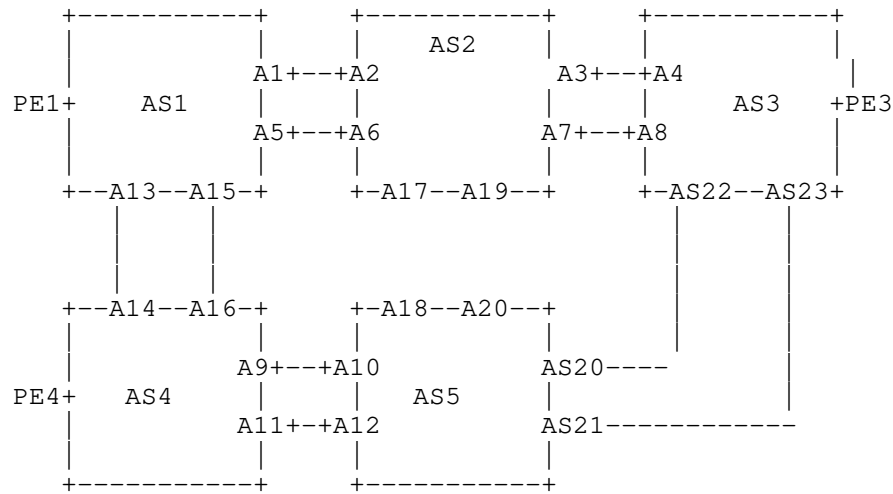 AS2
A1 A2 A3 A4
PE1 AS1 AS3 PE3
A5 A6 A7 A8
A13 A15 A17 A19 AS22 AS23
A14 A16 A18 A20
A9 A10 AS20
PE4 AS4 AS5
A11 A12 AS21